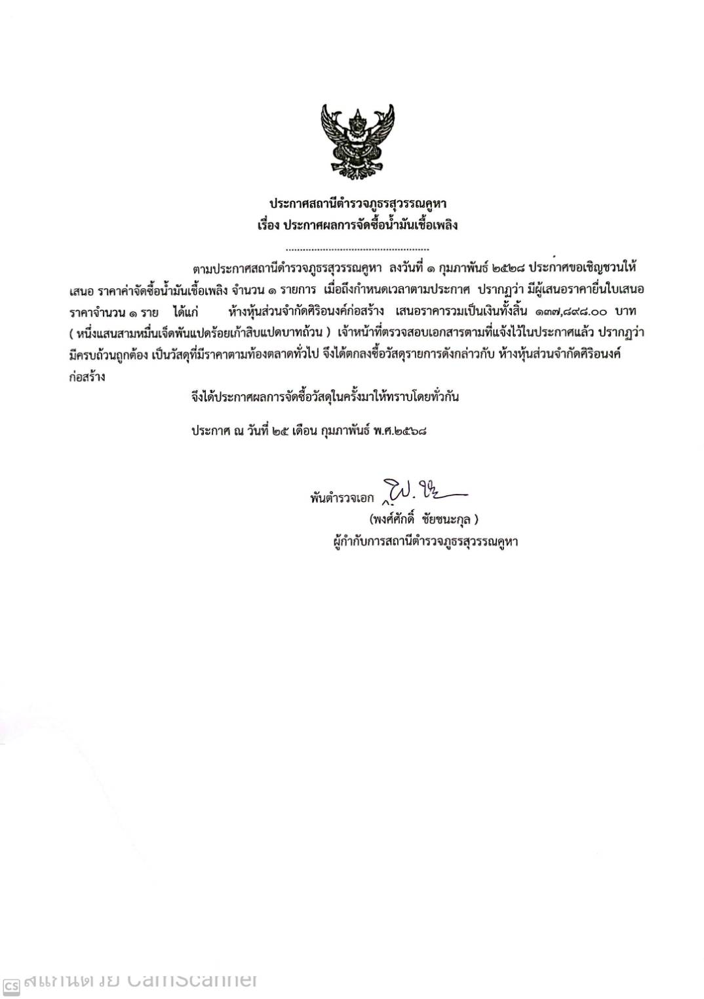 ประกาศสถานีตำรวจภูธรสุวรรณคูหา
เรื่อง ประกาศผลการจัดซื้อน้ำมันเชื้อเพลิง
ตามประกาศสถานีตำรวจภูธรสุวรรณคูหา ลงวันที่ ๑ กุมภาพันธ์ ๒๕๒๘ ประกาศขอเชิญชวนให้
เสนอ ราคาค่าจัดซื้อน้ำมันเชื้อเพลิง จำนวน ๑ รายการ เมื่อถึงกำหนดเวลาตามประกาศ ปรากฏว่า มีผู้เสนอราคายื่นใบเสนอ
ราคาจำนวน ๑ ราย ได้แก่ ห้างหุ้นส่วนจำกัดศิริอนงค์ก่อสร้าง เสนอราคารวมเป็นเงินทั้งสิ้น ๑๓๗,๘๙๘.๐๐ บาท
( หนึ่งแสนสามหมื่นเจ็ดพันแปดร้อยเก้าสิบแปดบาทถ้วน ) เจ้าหน้าที่ตรวจสอบเอกสารตามที่แจ้งไว้ในประกาศแล้ว ปรากฏว่า
มีครบถ้วนถูกต้อง เป็นวัสดุที่มีราคาตามท้องตลาดทั่วไป จึงได้ตกลงซื้อวัสดุรายการดังกล่าวกับ ห้างหุ้นส่วนจำกัดศิริอนงค์
ก่อสร้าง
จึงได้ประกาศผลการจัดซื้อวัสดุในครั้งมาให้ทราบโดยทั่วกัน
ประกาศ ณ วันที่ ๒๕ เดือน กุมภาพันธ์ พ.ศ.๒๕๖๘
พันตำรวจเอก
(พงศ์ศักดิ์ ชัยชนะกุล )
ผู้กำกับการสถานีตำรวจภูธรสุวรรณคูหา
CS สแกนด้วย CamScanner